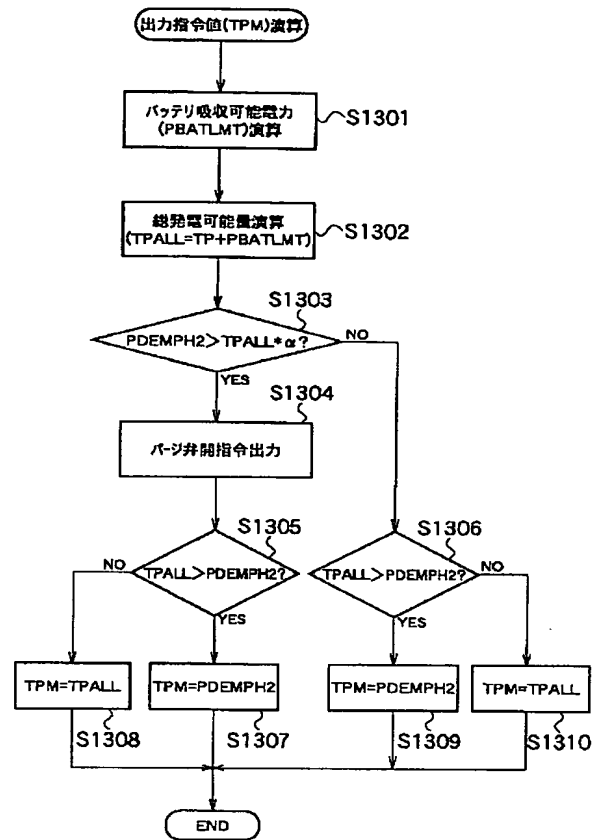 出力指令値(TPM)演算
バッテリ吸収可能電力
(PBATLMT)演算
S1301
総発電可能量演算
(TPALL=TP+PBATLMT)
S1302
S1303
PDEMPH2>TPALL*α?
NO
YES
S1304
パージ弁開指令出力
S1305
S1306
NO
TPALL>PDEMPH2?
TPALL>PDEMPH2?
NO
YES
YES
TPM=TPALL
TPM=PDEMPH2
TPM=PDEMPH2
TPM=TPALL
S1308
S1307
S1309
S1310
END